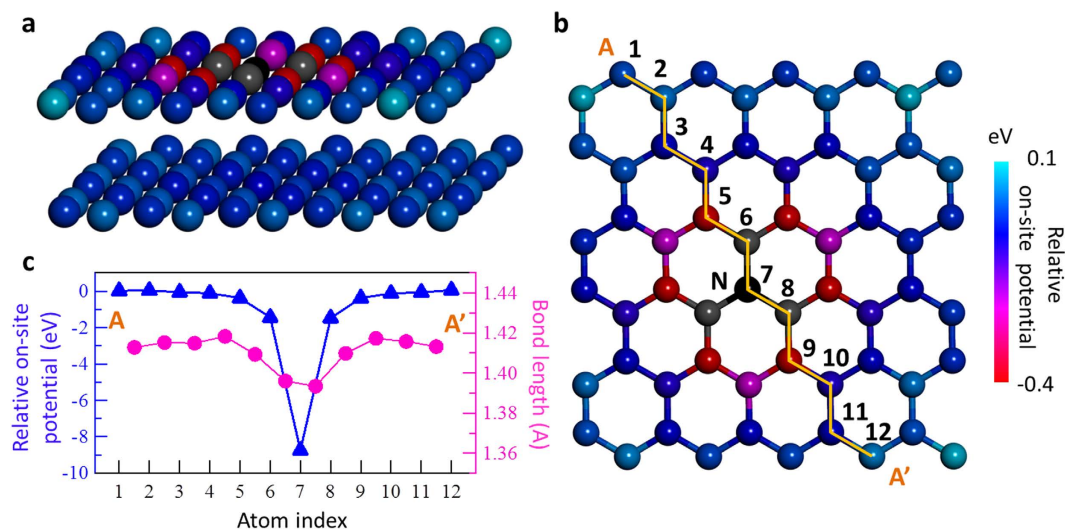 a
b
A
1
2
3
4
5
6
N
7
8
9
10
11
12
A'
eV
0.1
Relative
on-site potential
-0.4
c
Relative on-site
potential (eV)
0
-2
-4
-6
-8
-10
A
A'
1.44
1.42
1.40
1.38
1.36
Bond length (A)
1 2 3 4 5 6 7 8 9 10 11 12
Atom index